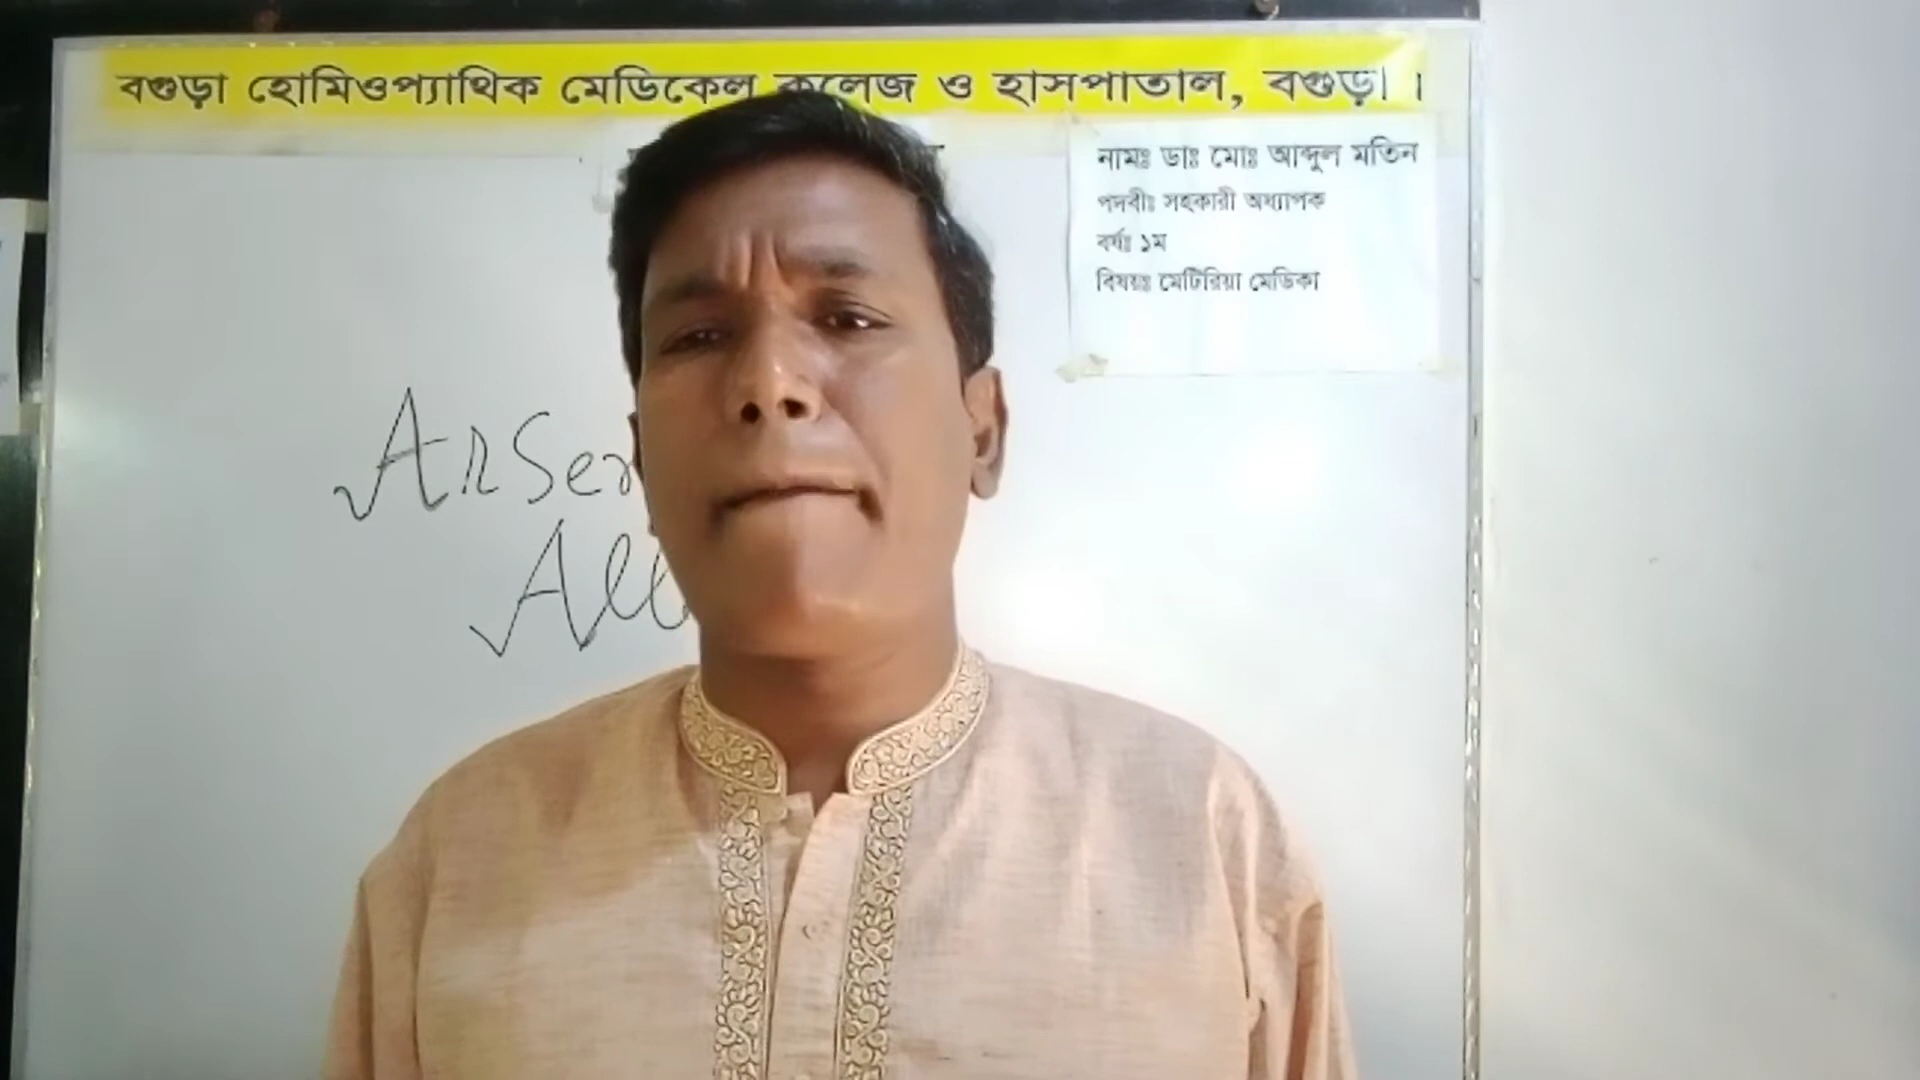 বগুড়া হোমিওপ্যাথিক মেডিকেল কলেজ ও হাসপাতাল, বগুড়া।
নামঃ ডাঃ মোঃ আব্দুল মতিন
পদবীঃ সহকারী অধ্যাপক
বর্ষঃ ১ম
বিষয়ঃ মেটিরিয়া মেডিকা